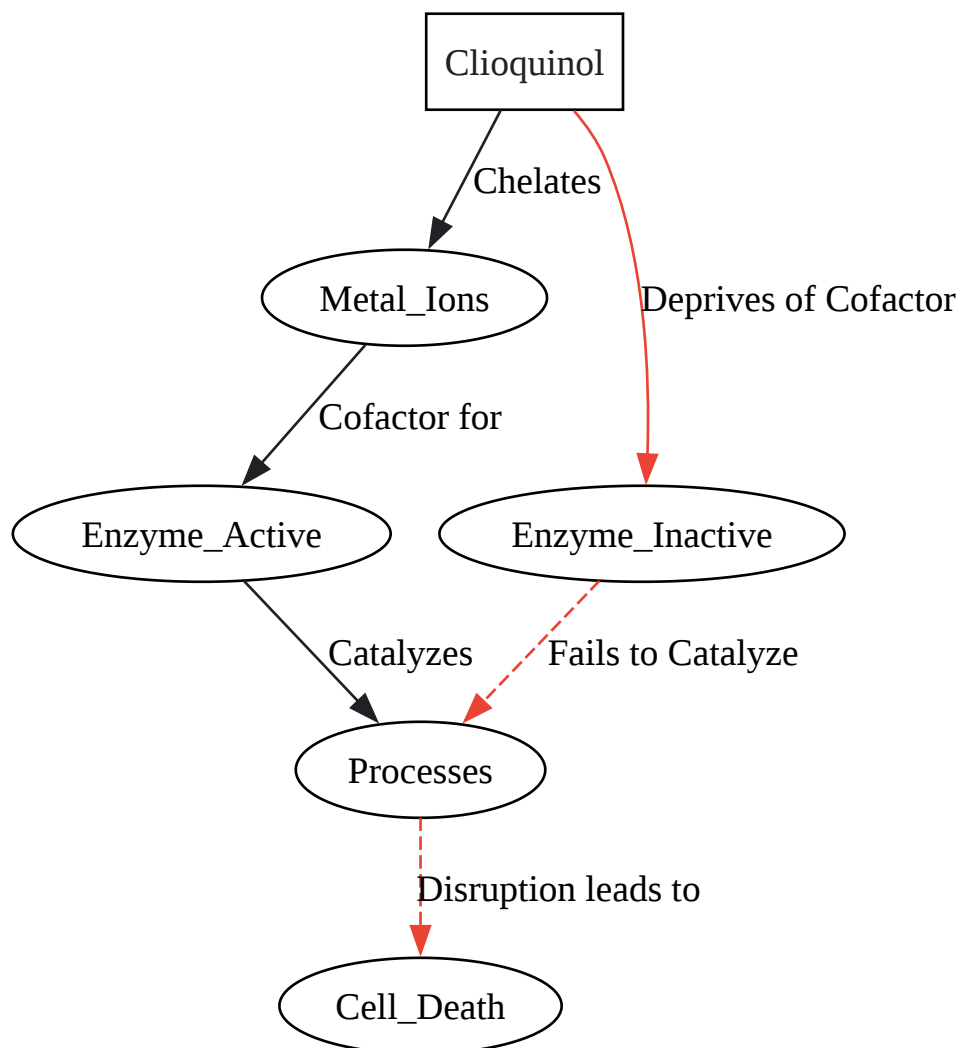 Clioquinol
Chelates
Metal_Ions
Deprives of Cofactor
Cofactor for
Enzyme_Active
Enzyme_Inactive
Catalyzes
Fails to Catalyze
Processes
Disruption leads to
Cell_Death